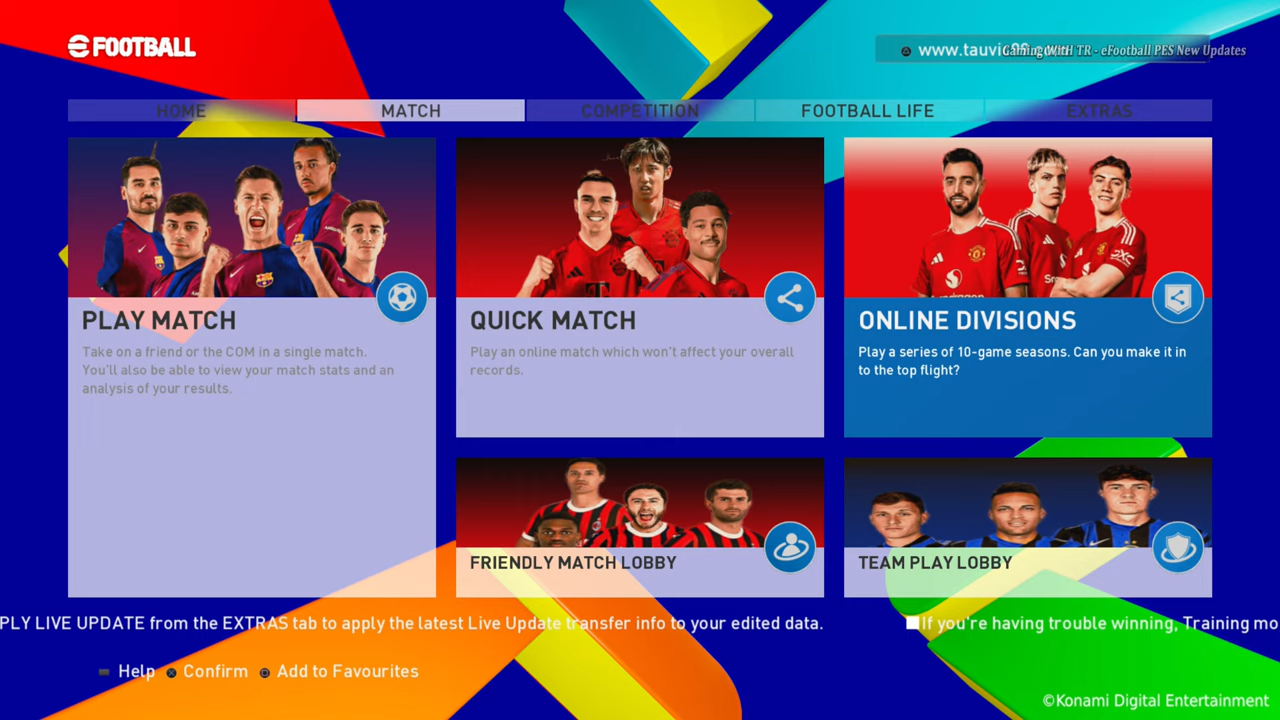 FOOTBALL
www.tauvic99.com
Gaming WitH TR - eFootball PES New Updates
HOME
MATCH
COMPETITION
FOOTBALL LIFE
EXTRAS
PLAY MATCH
Take on a friend or the COM in a single match.
You'll also be able to view your match stats and an
analysis of your results.
QUICK MATCH
Play an online match which won't affect your overall
records.
ONLINE DIVISIONS
Play a series of 10-game seasons. Can you make it in
to the top flight?
FRIENDLY MATCH LOBBY
TEAM PLAY LOBBY
PLY LIVE UPDATE from the EXTRAS tab to apply the latest Live Update transfer info to your edited data.
If you're having trouble winning, Training mo
Help
Confirm
Add to Favourites
©Konami Digital Entertainment